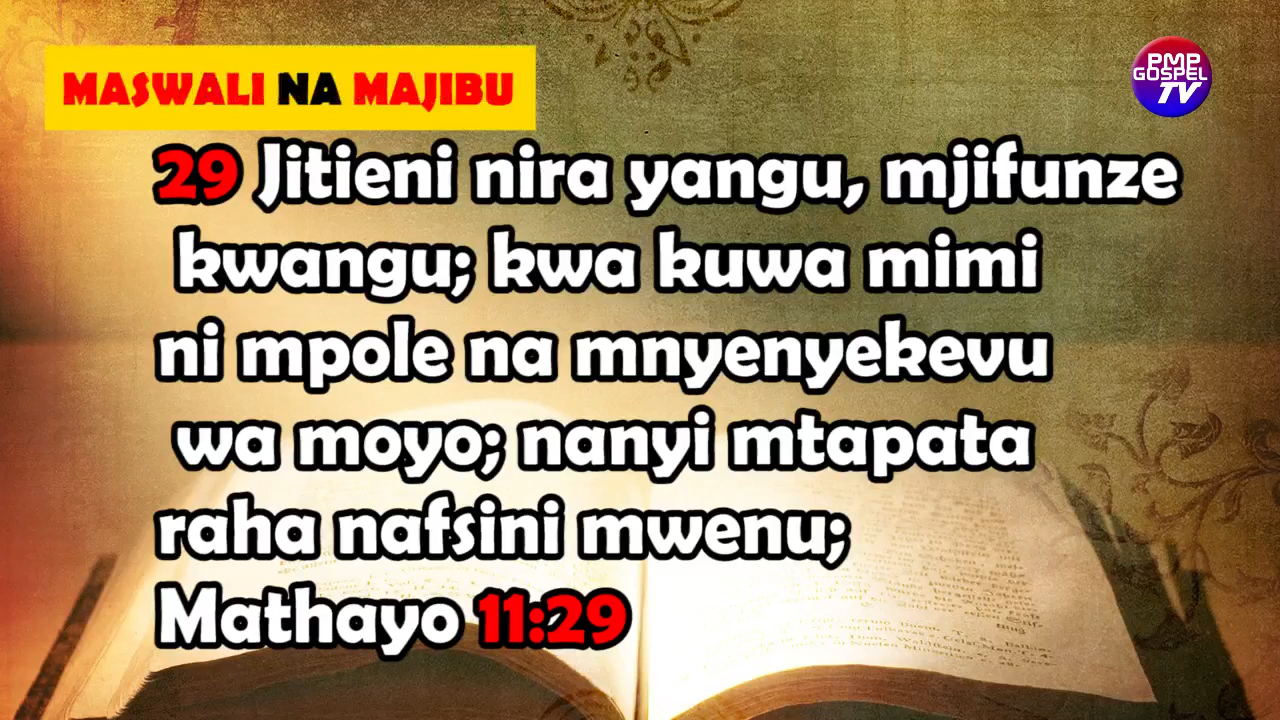 MASWALI NA MAJIBU
PMP
GOSPEL
TV
29 Jitieni nira yangu, mjifunze
kwangu; kwa kuwa mimi
ni mpole na mnyenyekevu
wa moyo; nanyi mtapata
raha nafsini mwenu;
Mathayo 11:29